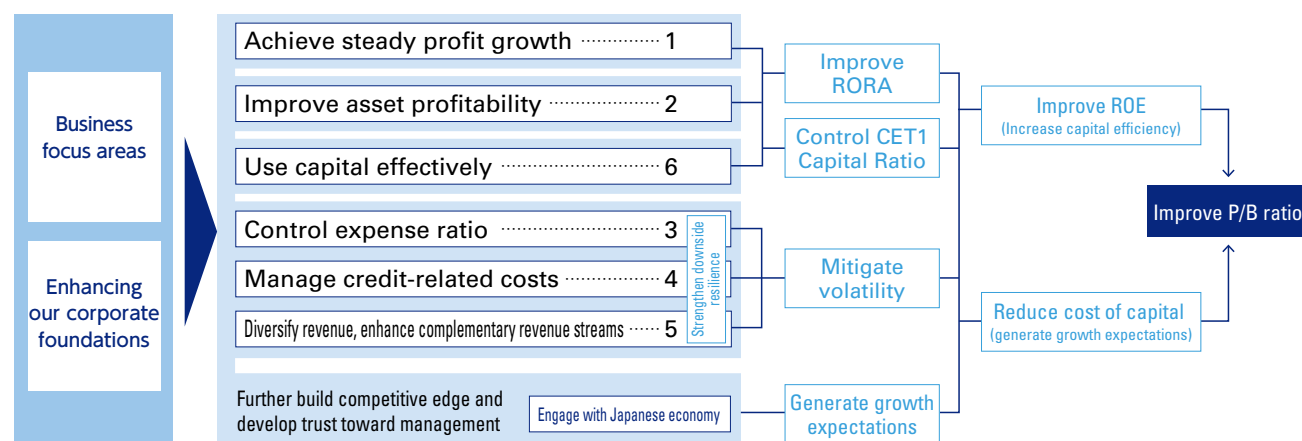 Business
focus areas
Enhancing
our corporate
foundations
Achieve steady profit growth ··············· 1
Improve asset profitability ····················· 2
Use capital effectively ···························· 6
Control expense ratio ···························· 3
Manage credit-related costs ·················· 4
Diversify revenue, enhance complementary revenue streams ······ 5
Strengthen downside
resilience
Further build competitive edge and
develop trust toward management
Engage with Japanese economy
Improve
RORA
Control CET1
Capital Ratio
Mitigate
volatility
Generate growth
expectations
Improve ROE
(Increase capital efficiency)
Reduce cost of capital
(generate growth expectations)
Improve P/B ratio